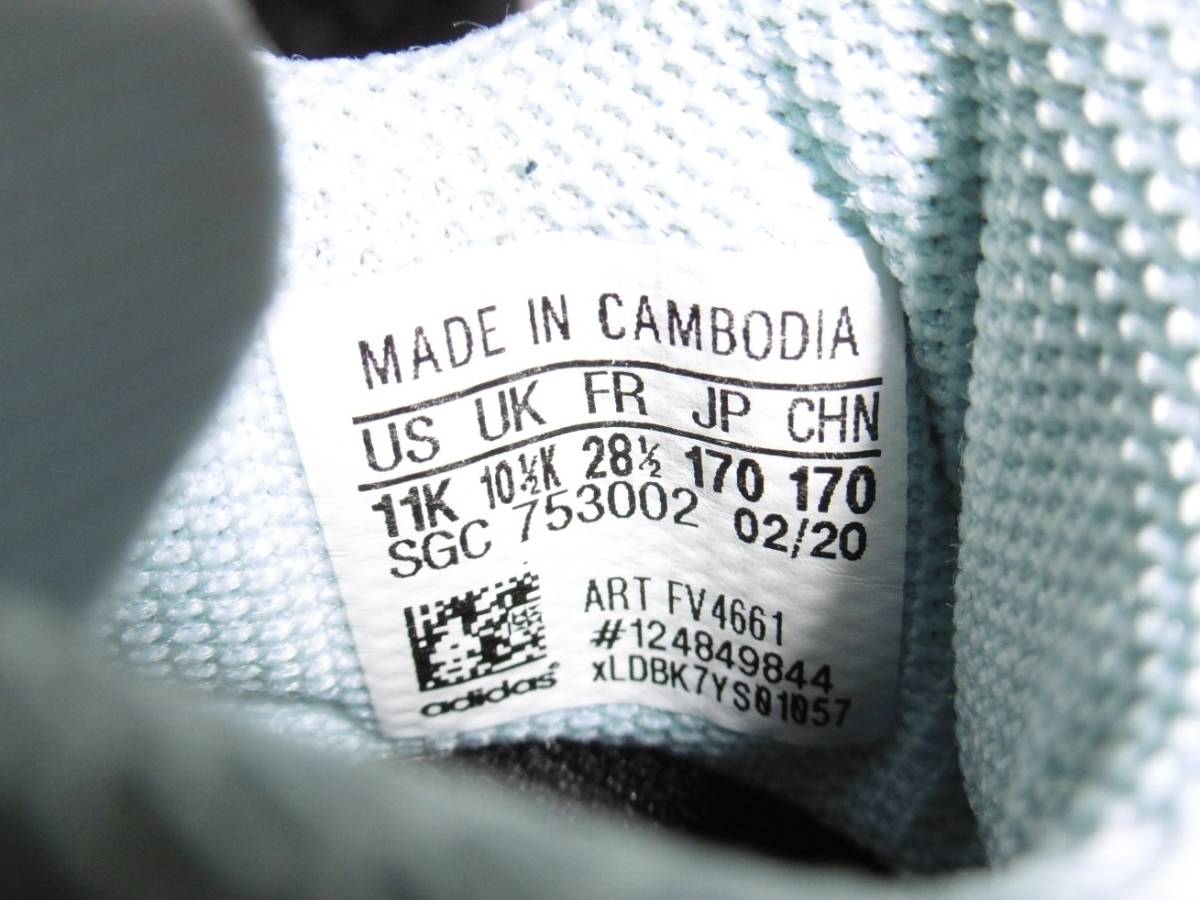 MADE IN CAMBODIA
US UK FR JP CHN
11K 10½K 28½ 170 170
SGC 753002 02/20
ART FV4661
#124849844
xLDBK7YS01057
adidas